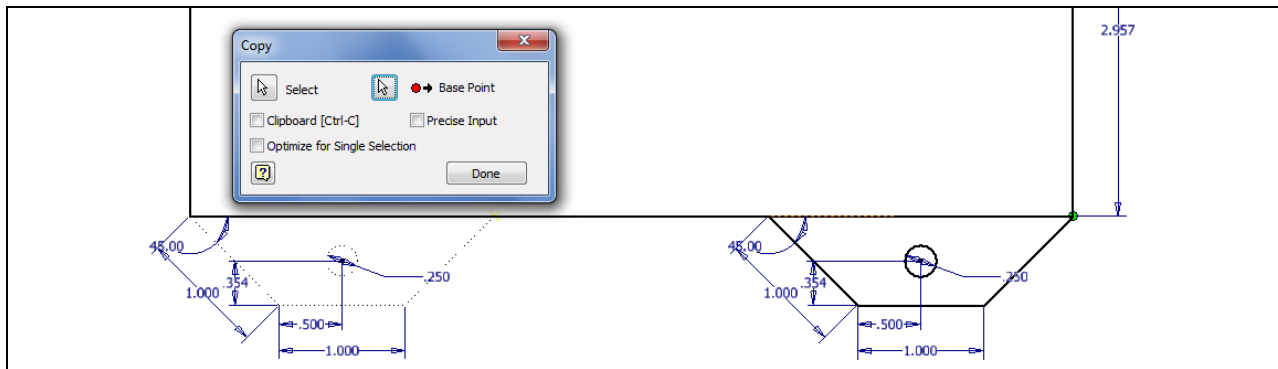 2.957
Copy
Select
Base Point
Clipboard [Ctrl-C]
Precise Input
Optimize for Single Selection
Done
45.00
.354
.250
1.000
.500
1.000
45.00
.354
.250
1.000
.500
1.000